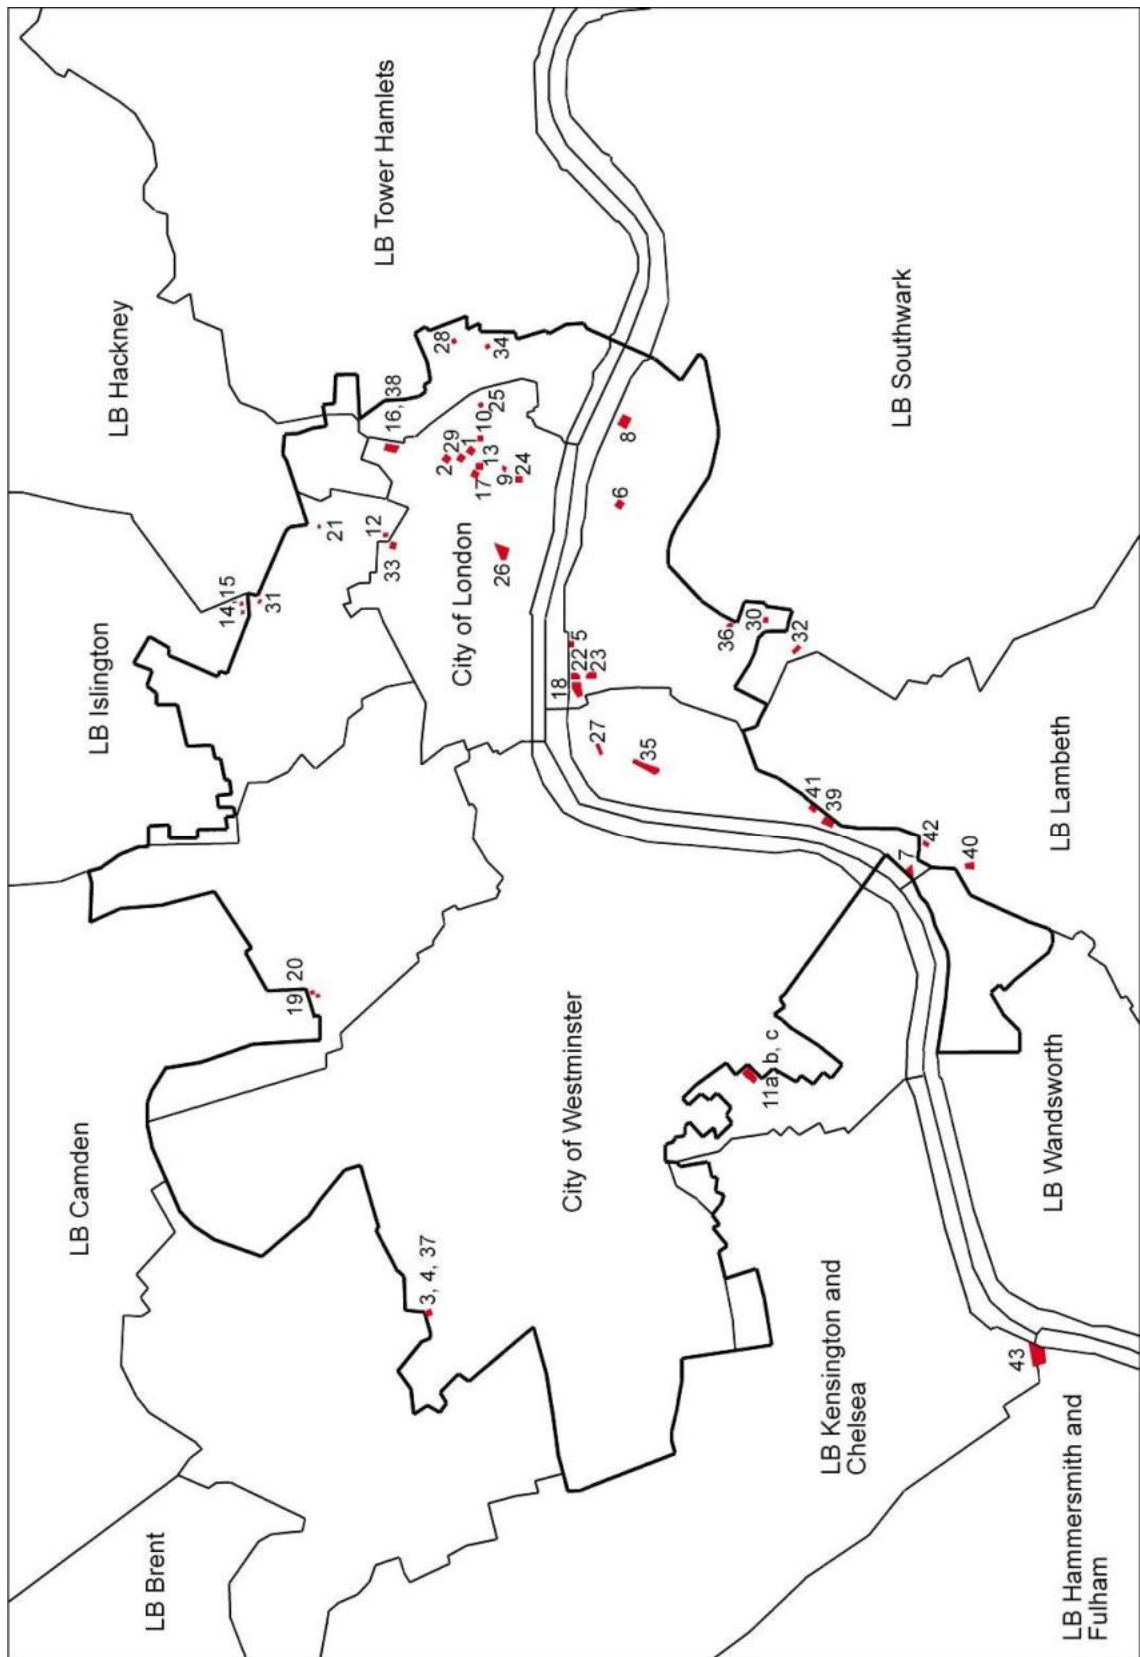 LB Brent
LB Camden
LB Islington
LB Hackney
LB Tower Hamlets
14, 15
31
19, 20
21
12
33
16, 38
3, 4, 37
2
29
1
28
17
13
10
25
34
9
24
26
City of London
City of Westminster
18
22
5
23
27
35
6
8
36
30
32
11a, b, c
41
39
7
42
40
LB Southwark
LB Kensington and
Chelsea
LB Lambeth
LB Wandsworth
43
LB Hammersmith and
Fulham